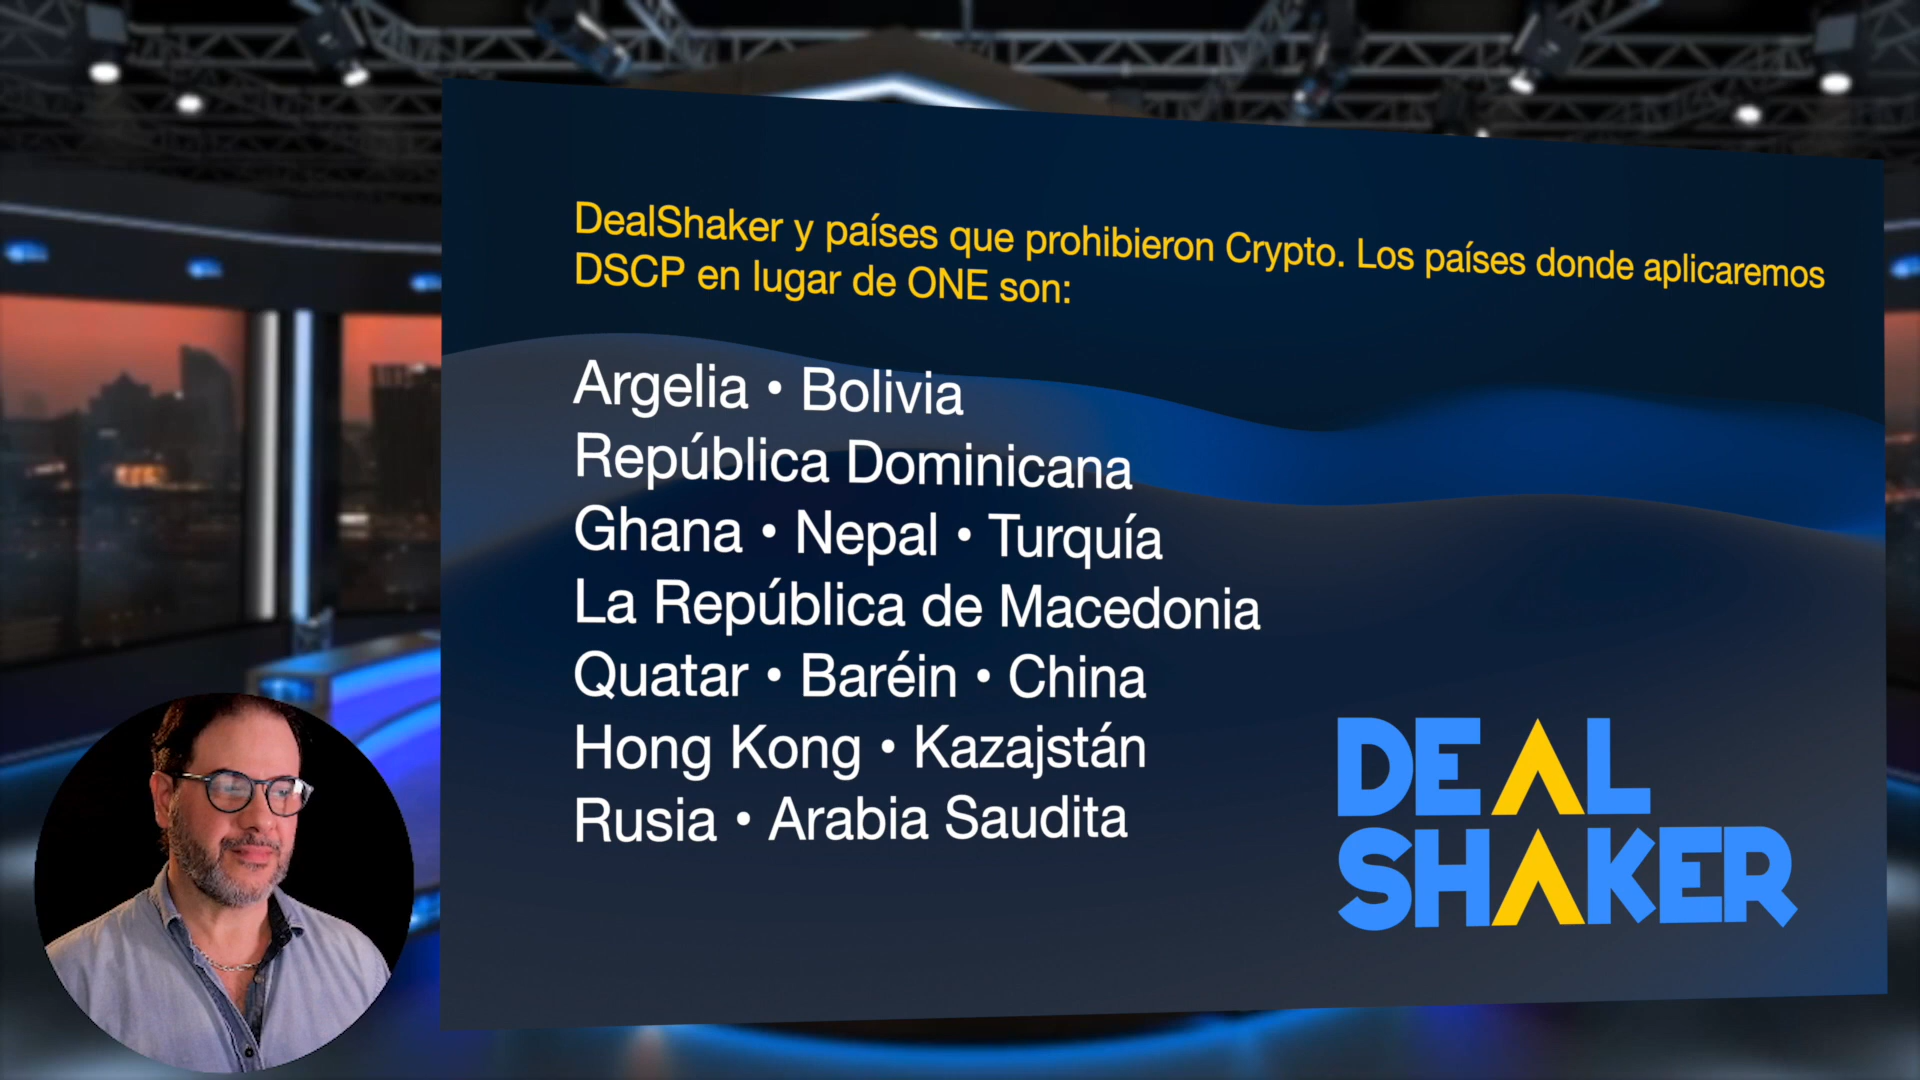 DealShaker y países que prohibieron Crypto. Los países donde aplicaremos
DSCP en lugar de ONE son:
Argelia • Bolivia
República Dominicana
Ghana • Nepal • Turquía
La República de Macedonia
Quatar • Baréin • China
Hong Kong • Kazajstán
Rusia • Arabia Saudita
DEAL
SHAKER